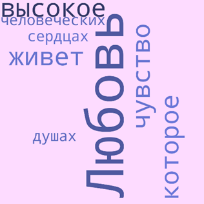 высокое
человеческих
сердцах
живет
Любовь
чувство
которое
душах